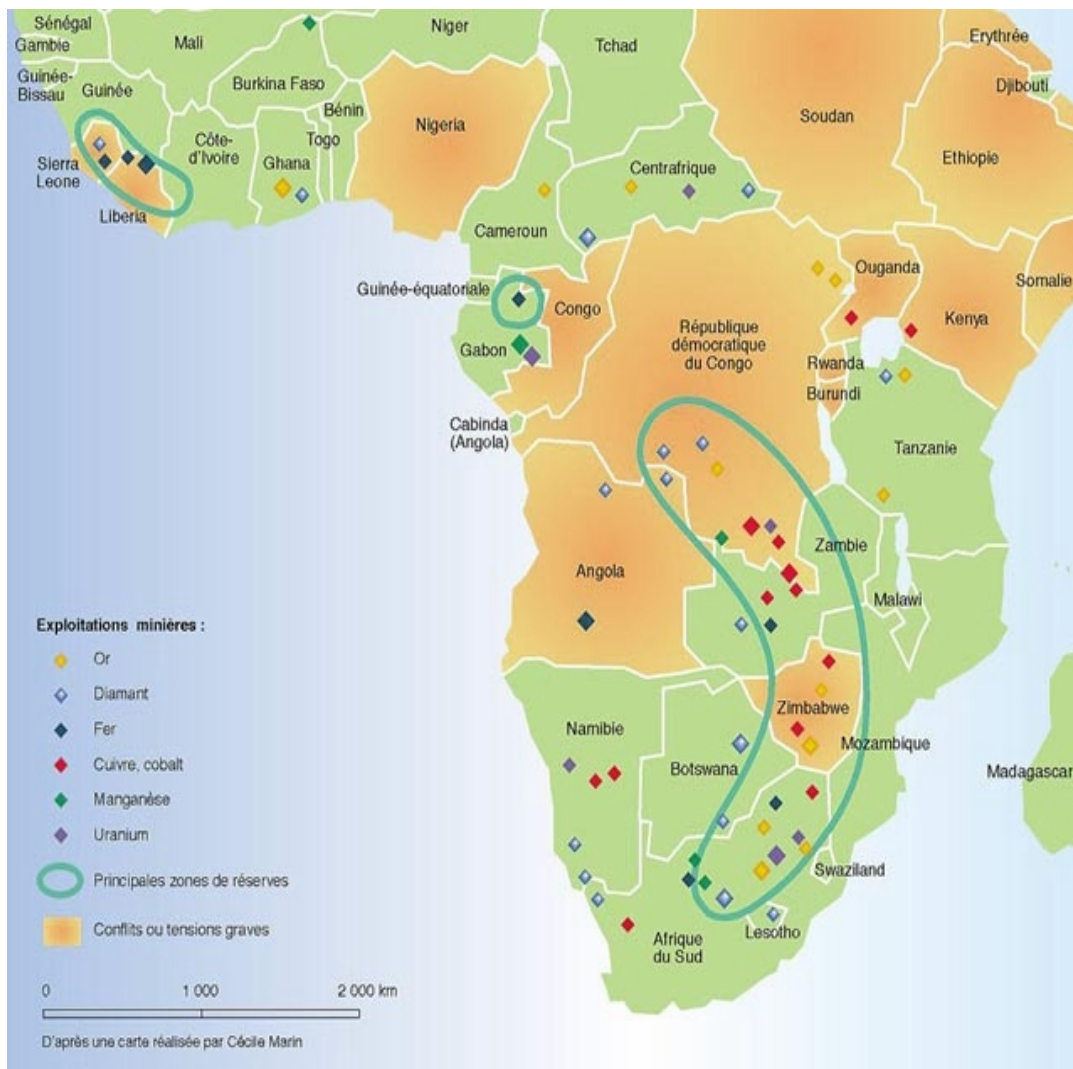 Sénégal
Gambie
Mali
Niger
Tchad
Erythrée
Guinée-
Bissau
Guinée
Burkina Faso
Bénin
Djibouti
Nigeria
Soudan
Côte-
d'Ivoire
Ghana
Togo
Ethiopie
Sierra
Leone
Centrafrique
Liberia
Cameroun
Ouganda
Somalie
Guinée-équatoriale
Congo
Kenya
République
démocratique
du Congo
Gabon
Rwanda
Burundi
Cabinda
(Angola)
Tanzanie
Zambie
Angola
Malawi
Exploitations minières :
Or
Diamant
Fer
Cuivre, cobalt
Manganèse
Uranium
Principales zones de réserves
Conflits ou tensions graves
Namibie
Zimbabwe
Mozambique
Botswana
Madagascar
Swaziland
Lesotho
Afrique
du Sud
0 1 000 2 000 km
D'après une carte réalisée par Cécile Marin